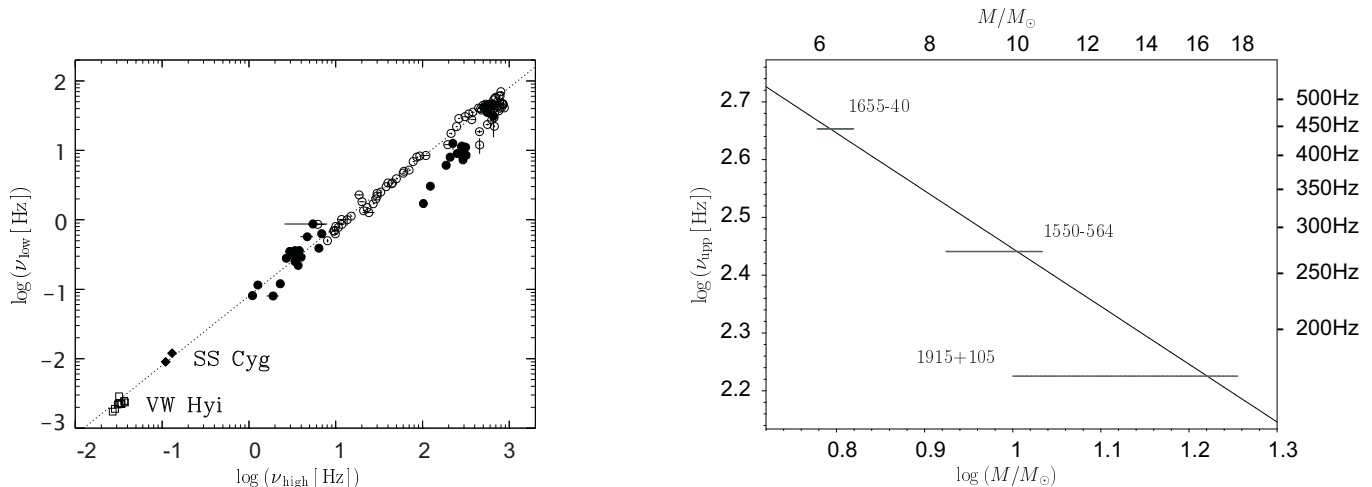 log (ν_low [Hz])
2
1
0
−1
−2
−3
SS Cyg
VW Hyi
-2
-1
0
1
2
3
log (ν_high [Hz])
M/M⊙
6
8
10
12
14
16
18
log (ν_upp [Hz])
2.7
2.6
2.5
2.4
2.3
2.2
1655-40
1550-564
1915+105
500Hz
450Hz
400Hz
350Hz
300Hz
250Hz
200Hz
0.8
0.9
1
1.1
1.2
1.3
log (M/M⊙)